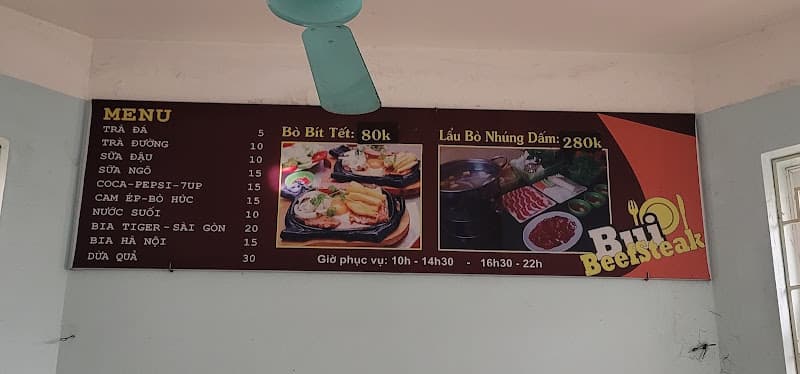 MENU
TRÀ ĐÁ 5
TRÀ ĐƯỜNG 10
SỮA ĐẬU 10
SỮA NGÔ 15
COCA-PEPSI-7UP 15
CAM ÉP-BÒ HÚC 15
NƯỚC SUỐI 10
BIA TIGER-SÀI GÒN 20
BIA HÀ NỘI 15
DỪA QUẢ 30
Bò Bít Tết: 80k
Lẩu Bò Nhúng Dấm: 280k
Giờ phục vụ: 10h - 14h30 - 16h30 - 22h
Bui
BeefSteak